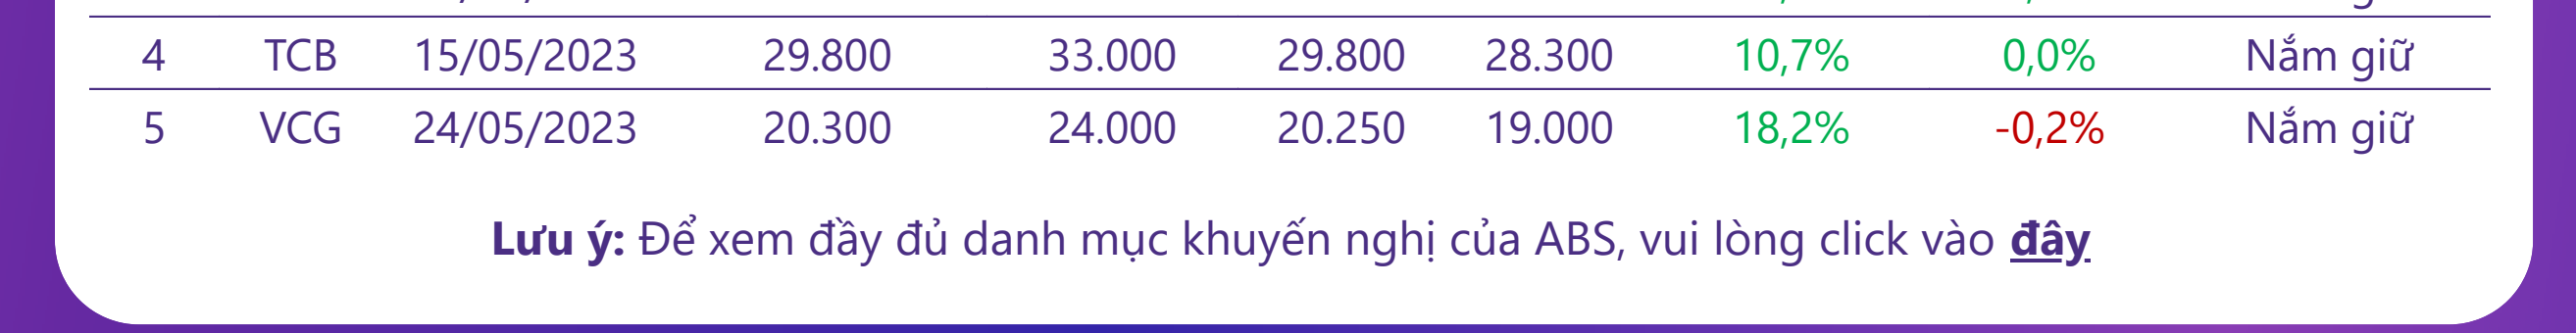 4 TCB 15/05/2023 29.800 33.000 29.800 28.300 10,7% 0,0% Nắm giữ
5 VCG 24/05/2023 20.300 24.000 20.250 19.000 18,2% -0,2% Nắm giữ
Lưu ý: Để xem đầy đủ danh mục khuyến nghị của ABS, vui lòng click vào đây